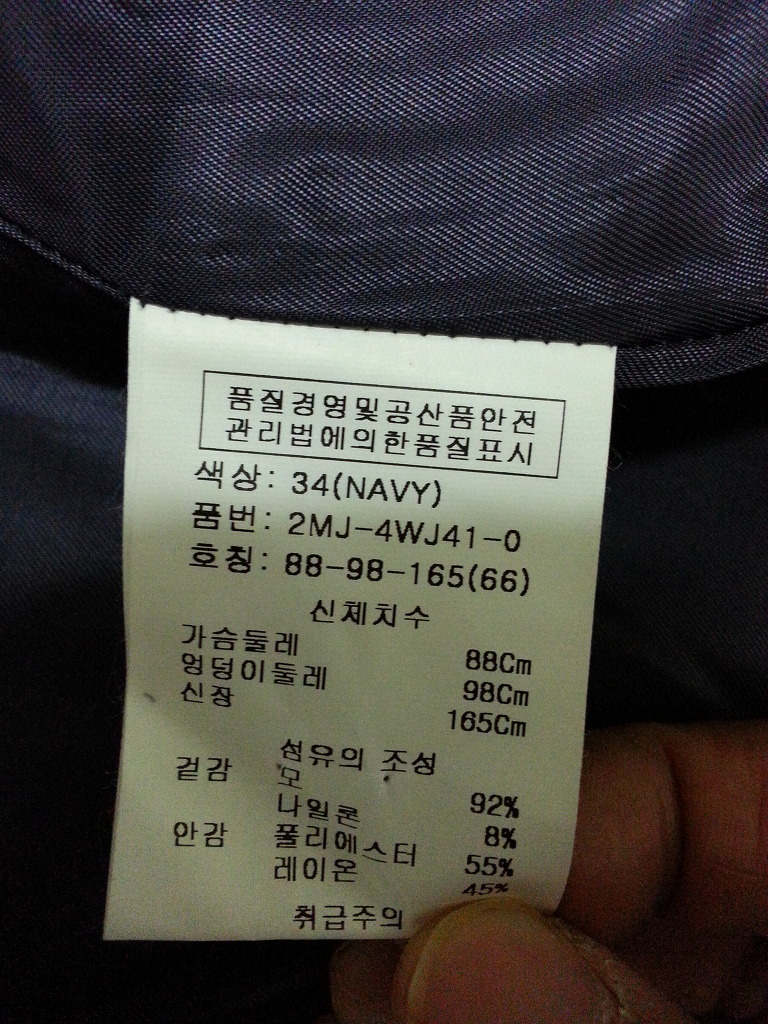 품질경영및공산품안전
관리법에의한품질표시
색상: 34(NAVY)
품번: 2MJ-4WJ41-0
호칭: 88-98-165(66)
신체치수
가슴둘레 88Cm
엉덩이둘레 98Cm
신장 165Cm
섬유의 조성
겉감 모 92%
나일론 8%
안감 폴리에스터 55%
레이온 45%
취급주의